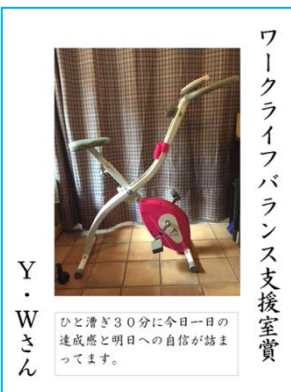 ワークライフバランス支援室賞
ひと漕ぎ30分に今日一日の
達成感と明日への自信が詰ま
ってます。
Y・Wさん